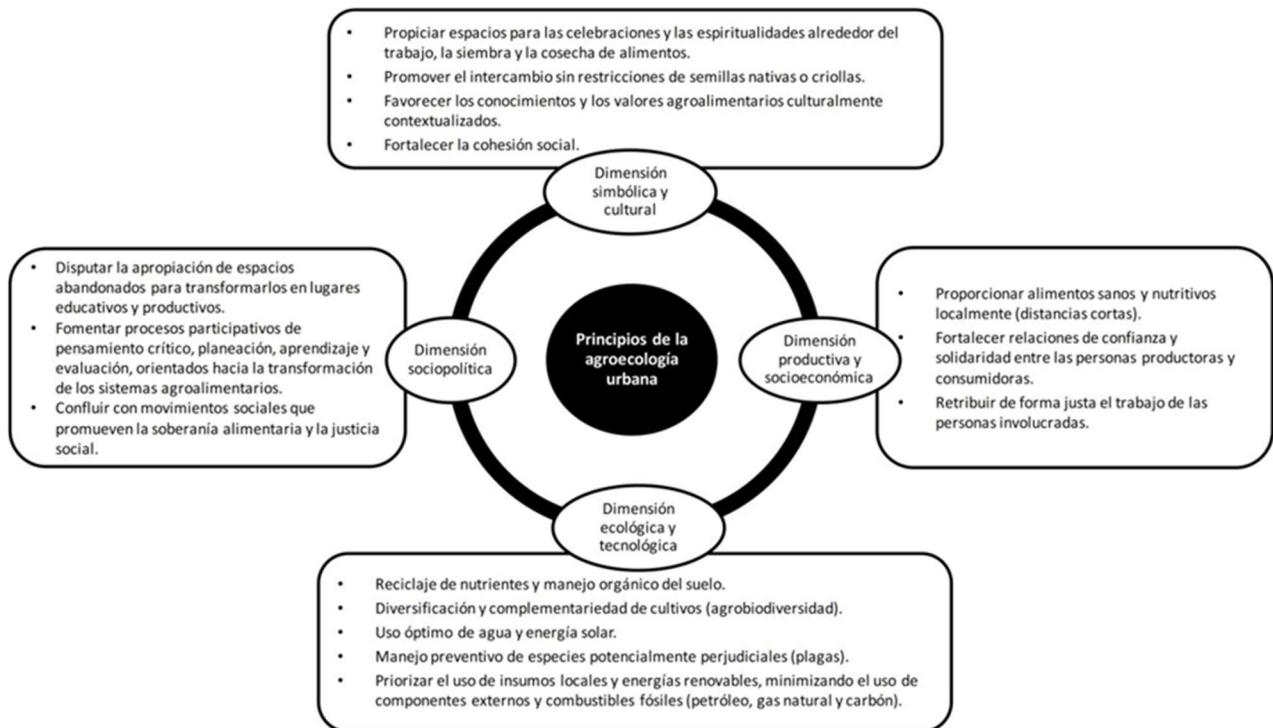 • Propiciar espacios para las celebraciones y las espiritualidades alrededor del
trabajo, la siembra y la cosecha de alimentos.
• Promover el intercambio sin restricciones de semillas nativas o criollas.
• Favorecer los conocimientos y los valores agroalimentarios culturalmente
contextualizados.
• Fortalecer la cohesión social.
Dimensión
simbólica y
cultural
• Disputar la apropiación de espacios
abandonados para transformarlos en lugares
educativos y productivos.
• Fomentar procesos participativos de
pensamiento crítico, planeación, aprendizaje y
evaluación, orientados hacia la transformación
de los sistemas agroalimentarios.
• Confluir con movimientos sociales que
promueven la soberanía alimentaria y la justicia
social.
Dimensión
sociopolítica
Principios de la
agroecología
urbana
Dimensión
productiva y
socioeconómica
• Proporcionar alimentos sanos y nutritivos
localmente (distancias cortas).
• Fortalecer relaciones de confianza y
solidaridad entre las personas productoras y
consumidoras.
• Retribuir de forma justa el trabajo de las
personas involucradas.
Dimensión
ecológica y
tecnológica
• Reciclaje de nutrientes y manejo orgánico del suelo.
• Diversificación y complementariedad de cultivos (agrobiodiversidad).
• Uso óptimo de agua y energía solar.
• Manejo preventivo de especies potencialmente perjudiciales (plagas).
• Priorizar el uso de insumos locales y energías renovables, minimizando el uso de
componentes externos y combustibles fósiles (petróleo, gas natural y carbón).